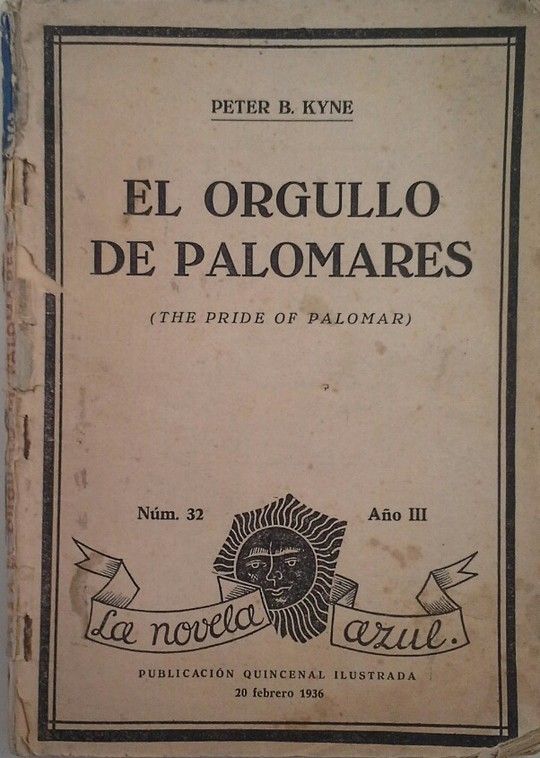 PETER B. KYNE
EL ORGULLO
DE PALOMARES
(THE PRIDE OF PALOMAR)
Núm. 32 Año III
La novela azul.
PUBLICACIÓN QUINCENAL ILUSTRADA
20 febrero 1936